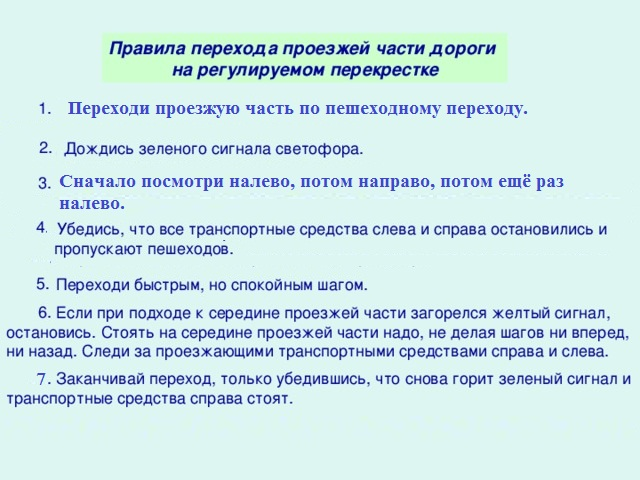 Правила перехода проезжей части дороги
на регулируемом перекрестке
1. Переходи проезжую часть по пешеходному переходу.
2. Дождись зеленого сигнала светофора.
3. Сначало посмотри налево, потом направо, потом ещё раз
налево.
4. Убедись, что все транспортные средства слева и справа остановились и
пропускают пешеходов.
5. Переходи быстрым, но спокойным шагом.
6. Если при подходе к середине проезжей части загорелся желтый сигнал,
остановись. Стоять на середине проезжей части надо, не делая шагов ни вперед,
ни назад. Следи за проезжающими транспортными средствами справа и слева.
7. Заканчивай переход, только убедившись, что снова горит зеленый сигнал и
транспортные средства справа стоят.